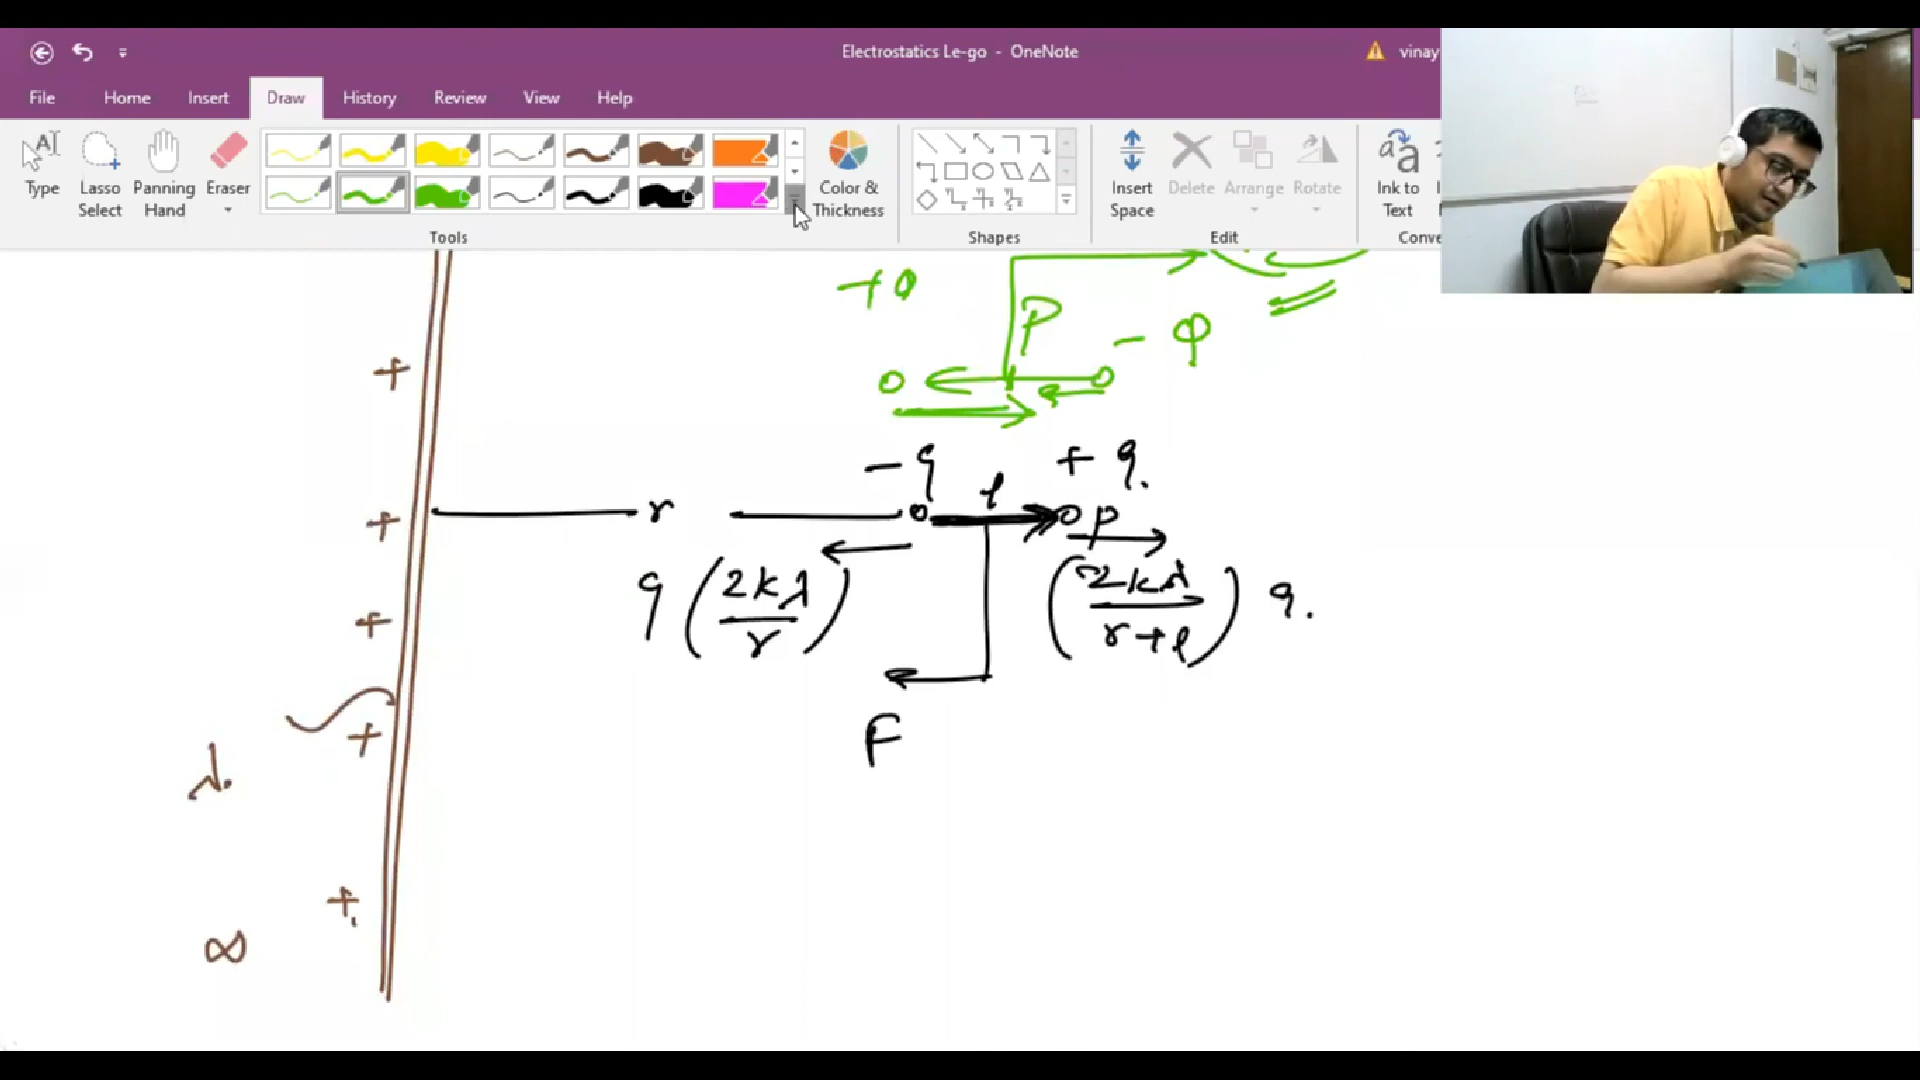 Electrostatics Le-go - OneNote
vinay
File Home Insert Draw History Review View Help
Type
Lasso Select
Panning Hand
Eraser
Color & Thickness
Insert Space
Delete
Arrange
Rotate
Ink to Text
Tools
Shapes
Edit
Conve
+
P
- φ
+
- q
l
+ q.
+
r
p
q (2kλ/r)
(2kλ/r+l) q.
+
+
F
λ.
+
∞